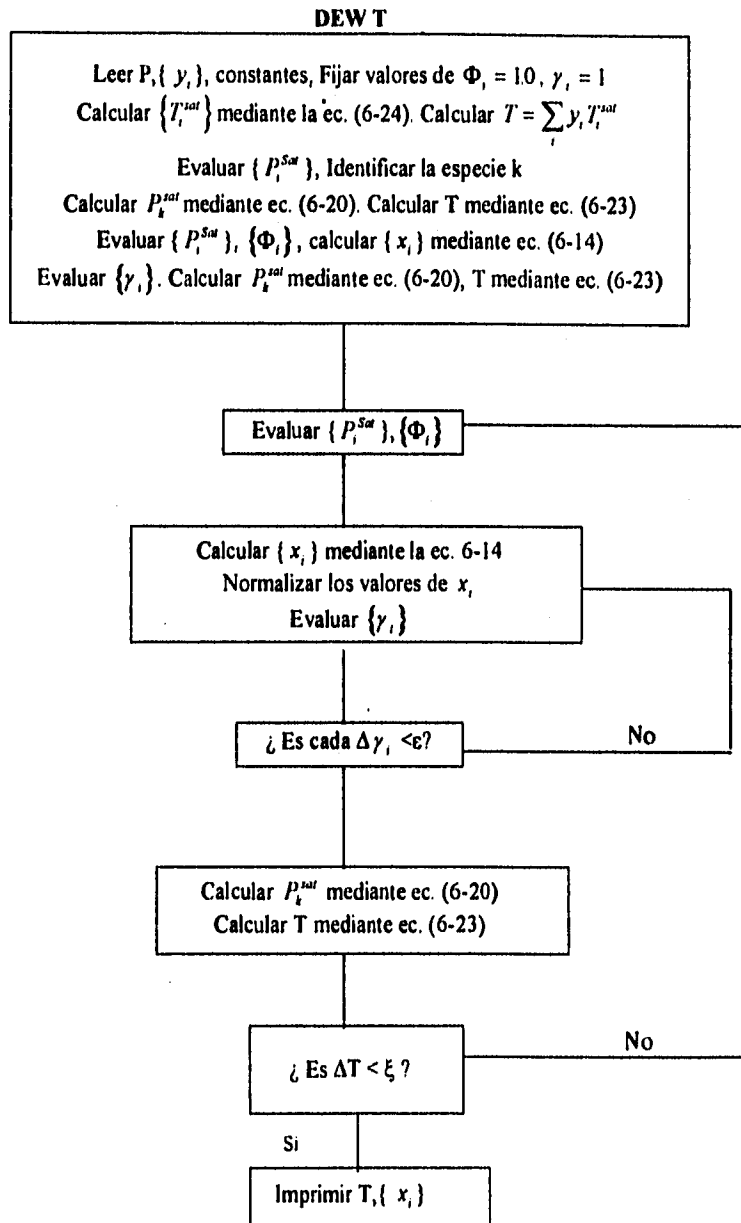 DEW T
Leer P,{ y_i}, constantes, Fijar valores de Φ_i = 1.0 , γ_i = 1
Calcular {T_i^sat} mediante la ec. (6-24). Calcular T = ∑_i y_i T_i^sat
Evaluar { P_i^Sat }, Identificar la especie k
Calcular P_k^sat mediante ec. (6-20). Calcular T mediante ec. (6-23)
Evaluar { P_i^Sat }, {Φ_i}, calcular { x_i} mediante ec. (6-14)
Evaluar {γ_i}. Calcular P_k^sat mediante ec. (6-20), T mediante ec. (6-23)
Evaluar { P_i^Sat }, {Φ_i}
Calcular { x_i} mediante la ec. 6-14
Normalizar los valores de x_i
Evaluar {γ_i}
¿ Es cada Δγ_i <ε?
No
Calcular P_k^sat mediante ec. (6-20)
Calcular T mediante ec. (6-23)
¿ Es ΔT < ξ ?
No
Si
Imprimir T,{ x_i}